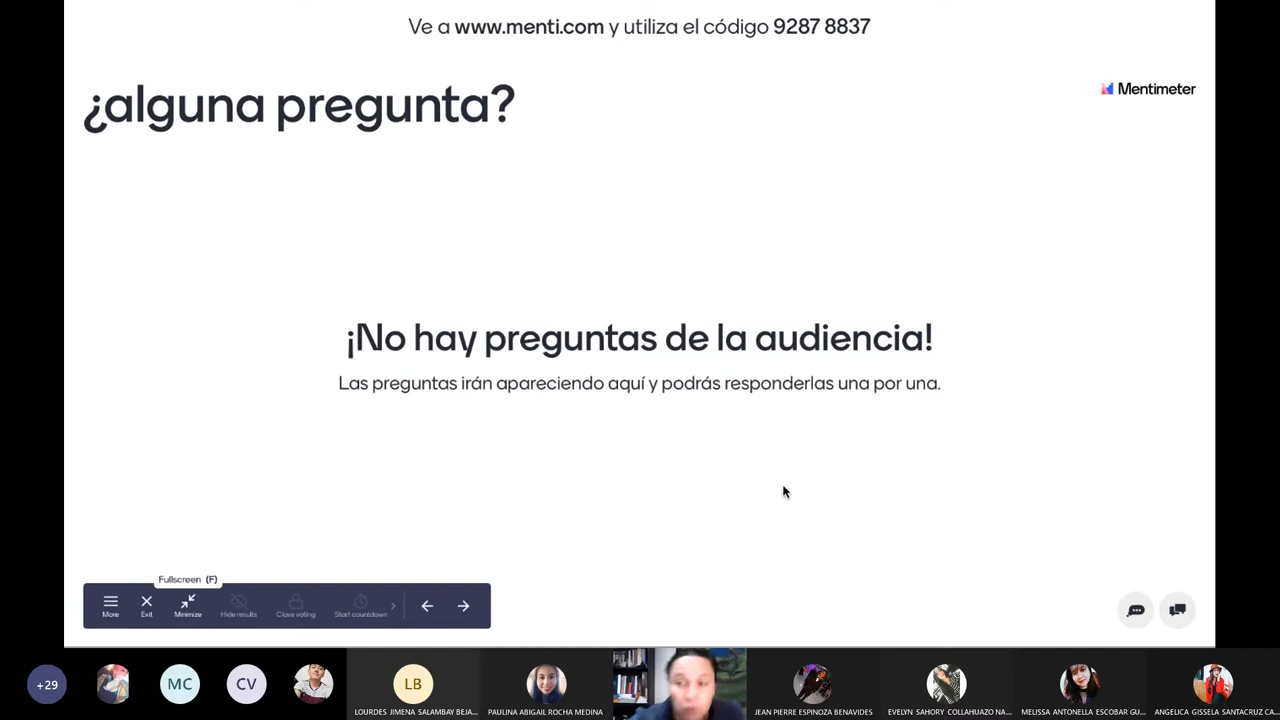 Ve a www.menti.com y utiliza el código 9287 8837
¿alguna pregunta?
Mentimeter
¡No hay preguntas de la audiencia!
Las preguntas irán apareciendo aquí y podrás responderlas una por una.
Fullscreen (F)
More
Exit
Minimize
Hide results
Close voting
Start countdown
+29
MC
CV
LB
LOURDES JIMENA SALAMBAY BEJA...
PAULINA ABIGAIL ROCHA MEDINA
JEAN PIERRE ESPINOZA BENAVIDES
EVELYN SAHORY COLLAHUAZO NA...
MELISSA ANTONELLA ESCOBAR GU...
ANGELICA GISSELA SANTACRUZ CA...